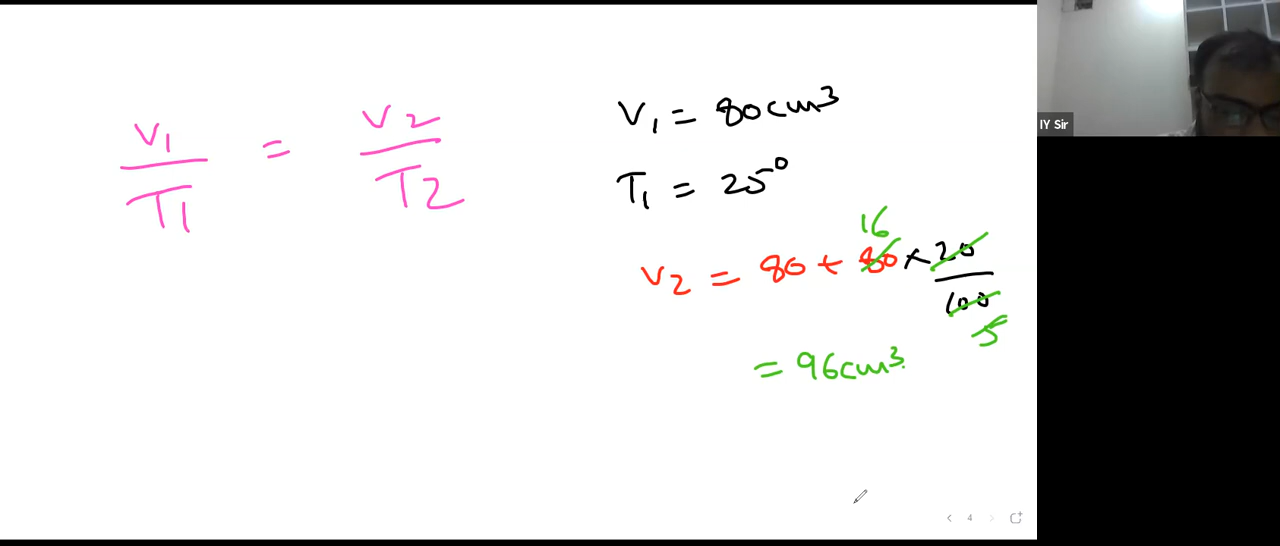 V1/T1 = V2/T2
V1 = 80cm³
T1 = 25°
16
V2 = 80 + 80 × 20/100
5
= 96cm³.
IY Sir
4